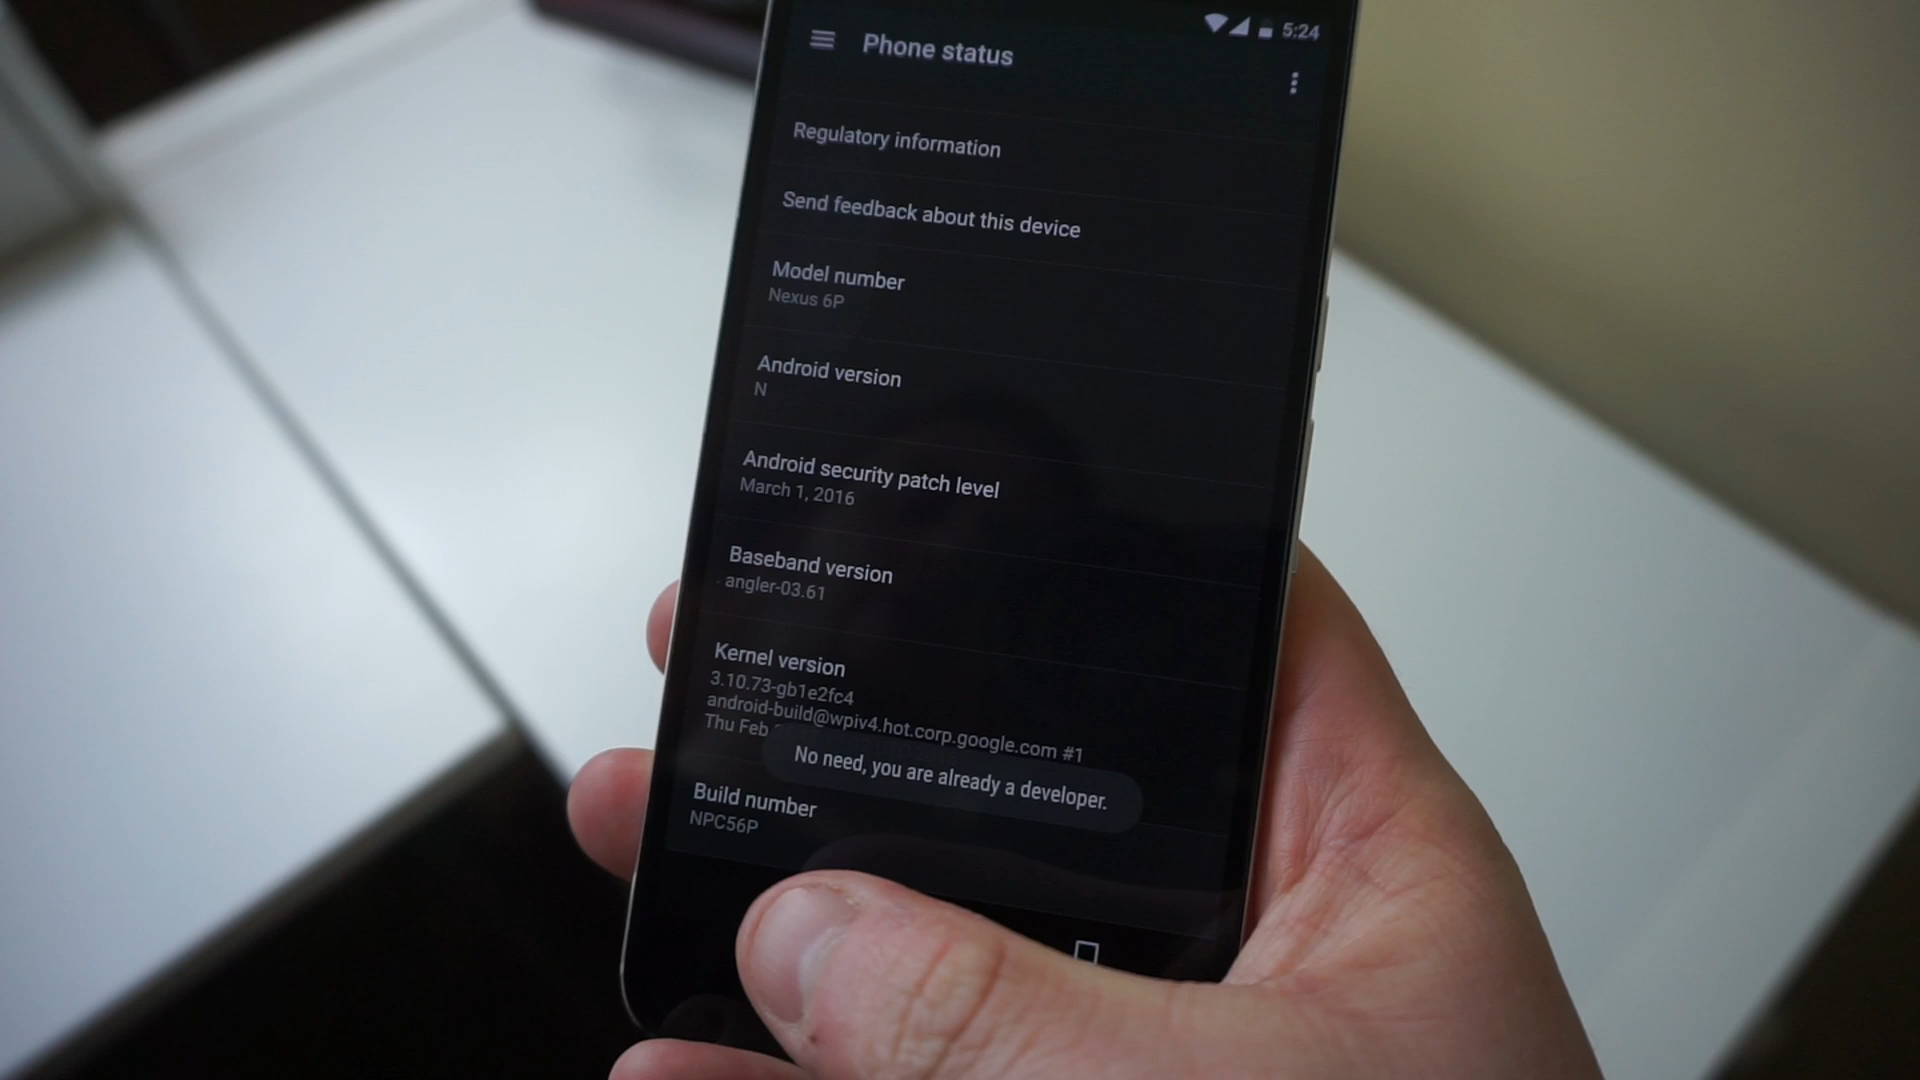 5:24
Phone status
Regulatory information
Send feedback about this device
Model number
Nexus 6P
Android version
N
Android security patch level
March 1, 2016
Baseband version
angler-03.61
Kernel version
3.10.73-gb1e2fc4
android-build@wpiv4.hot.corp.google.com #1
Thu Feb
No need, you are already a developer.
Build number
NPC56P